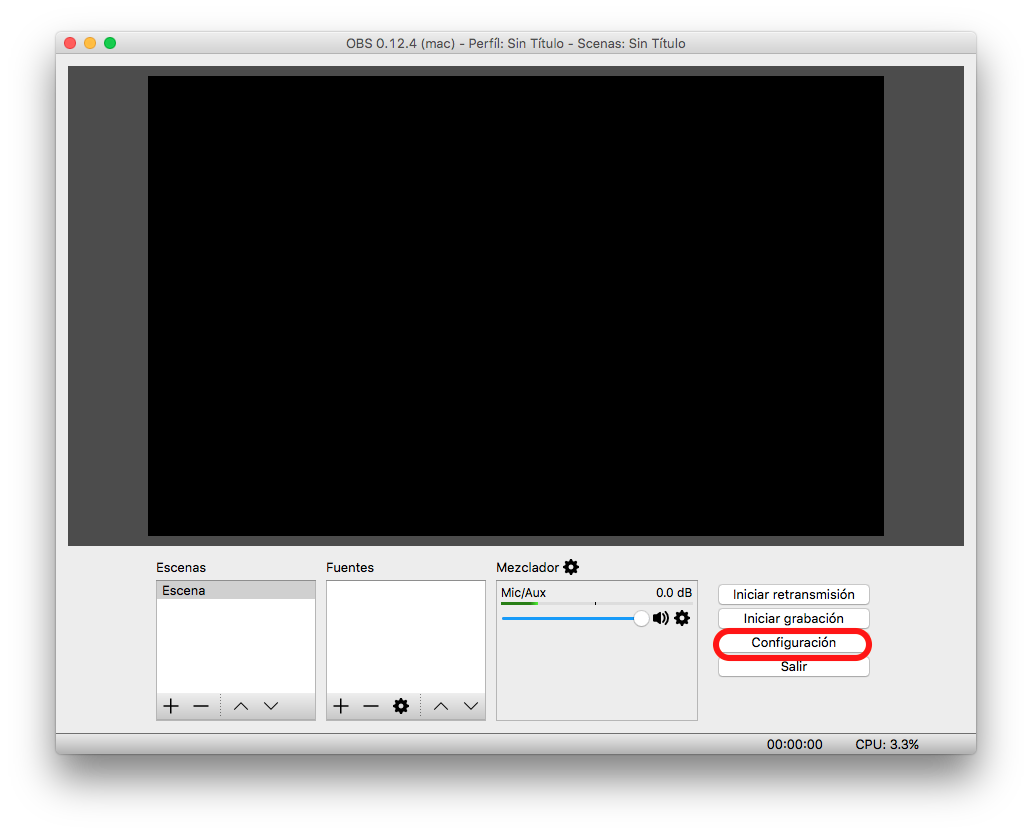 OBS 0.12.4 (mac) - Perfíl: Sin Título - Scenas: Sin Título
Escenas
Fuentes
Mezclador
Escena
Mic/Aux 0.0 dB
Iniciar retransmisión
Iniciar grabación
Configuración
Salir
00:00:00 CPU: 3.3%